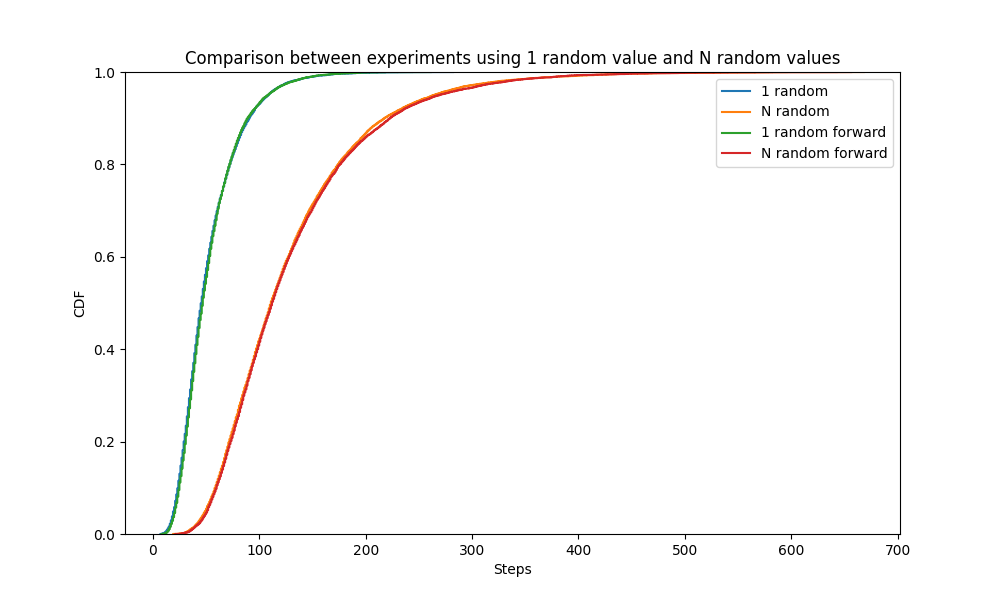 Comparison between experiments using 1 random value and N random values
1.0
0.8
0.6
0.4
0.2
0.0
CDF
1 random
N random
1 random forward
N random forward
0 100 200 300 400 500 600 700
Steps